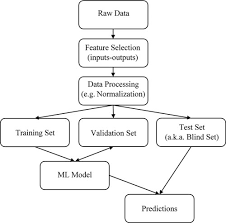 Raw Data
Feature Selection
(inputs-outputs)
Data Processing
(e.g. Normalization)
Training Set
Validation Set
Test Set
(a.k.a. Blind Set)
ML Model
Predictions